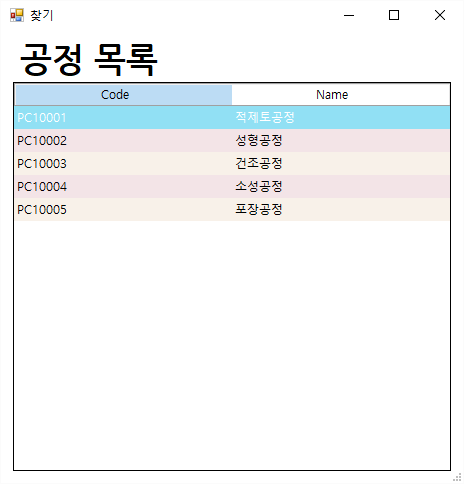 찾기
공정 목록
Code Name
PC10001 적제토공정
PC10002 성형공정
PC10003 건조공정
PC10004 소성공정
PC10005 포장공정